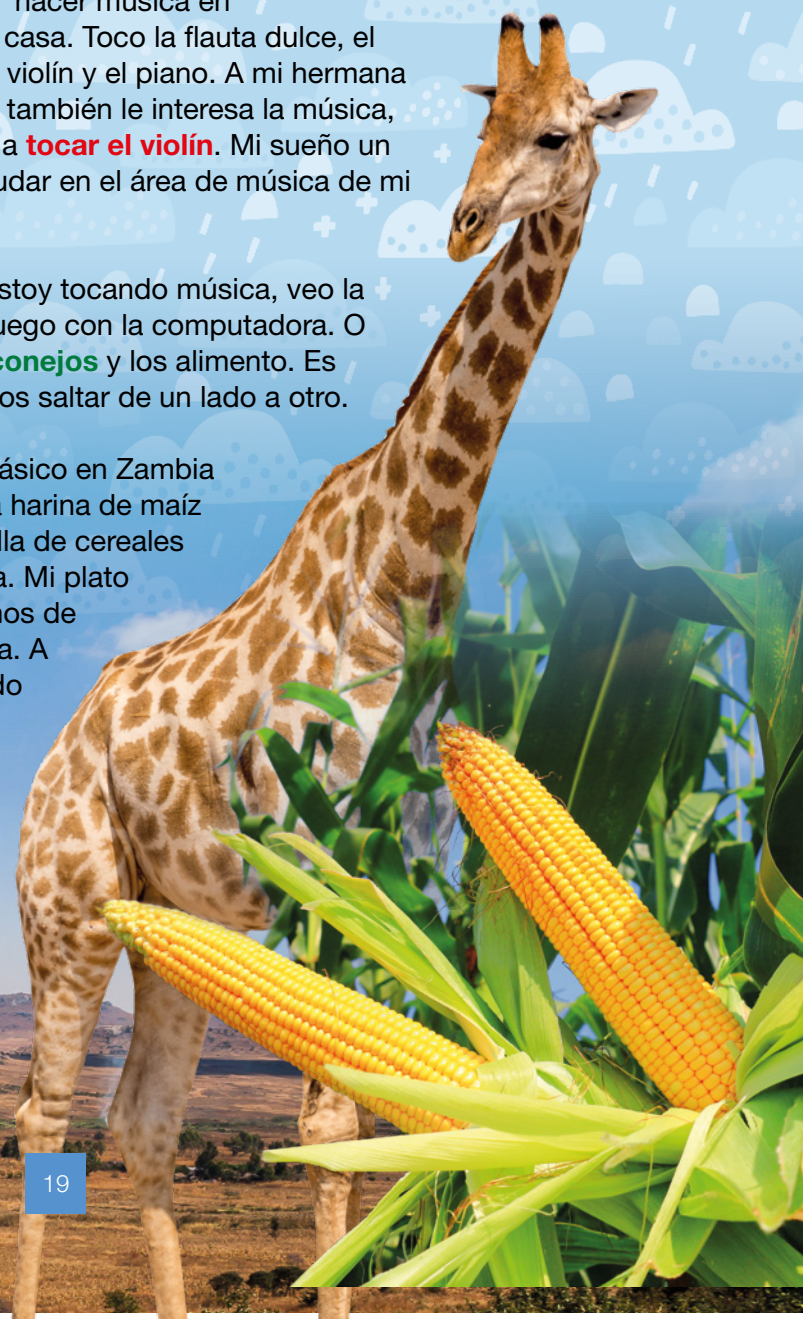 hacer música en
casa. Toco la flauta dulce, el
violín y el piano. A mi hermana
también le interesa la música,
a tocar el violín. Mi sueño un
udar en el área de música de mi
stoy tocando música, veo la
uego con la computadora. O
conejos y los alimento. Es
os saltar de un lado a otro.
ásico en Zambia
a harina de maíz
lla de cereales
a. Mi plato
nos de
a. A
do
19